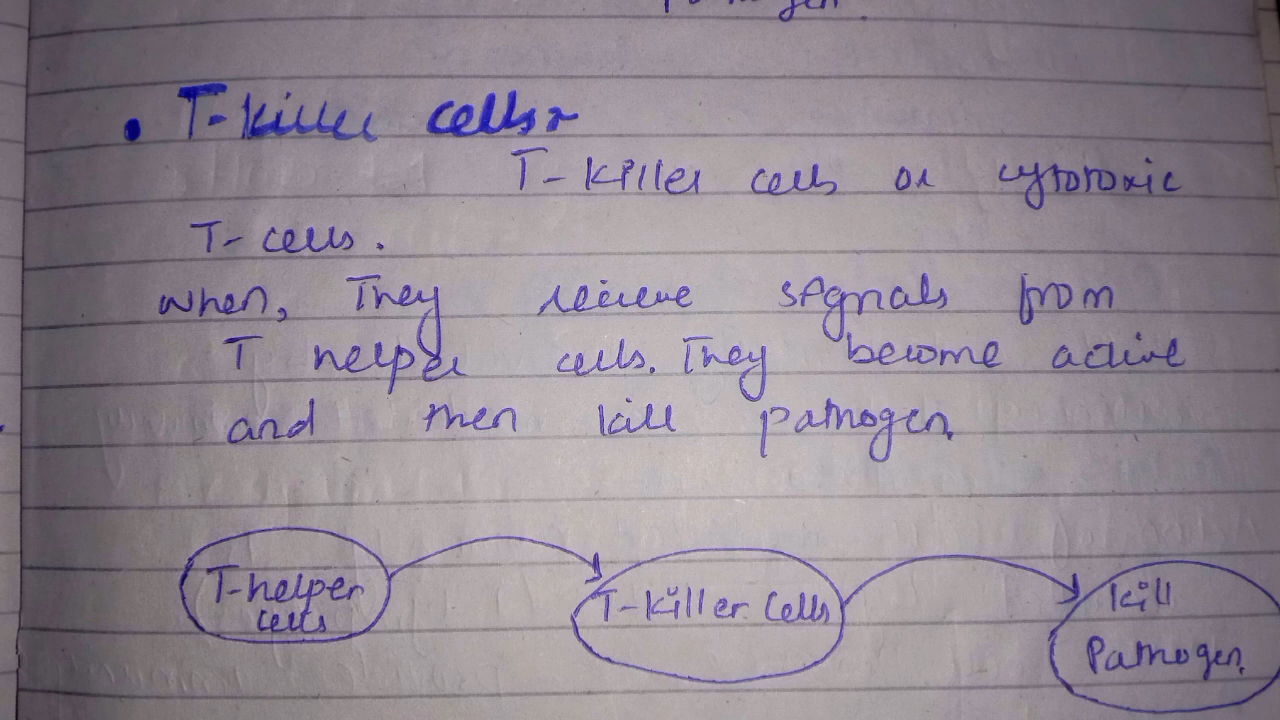 • T-killer cells~
T-killer cells or cytotoxic
T-cells.
when, They recieve signals from
T helper cells. They become active
and then kill pathogen.
T-helper
cells
T-killer cells
kill
Pathogen.